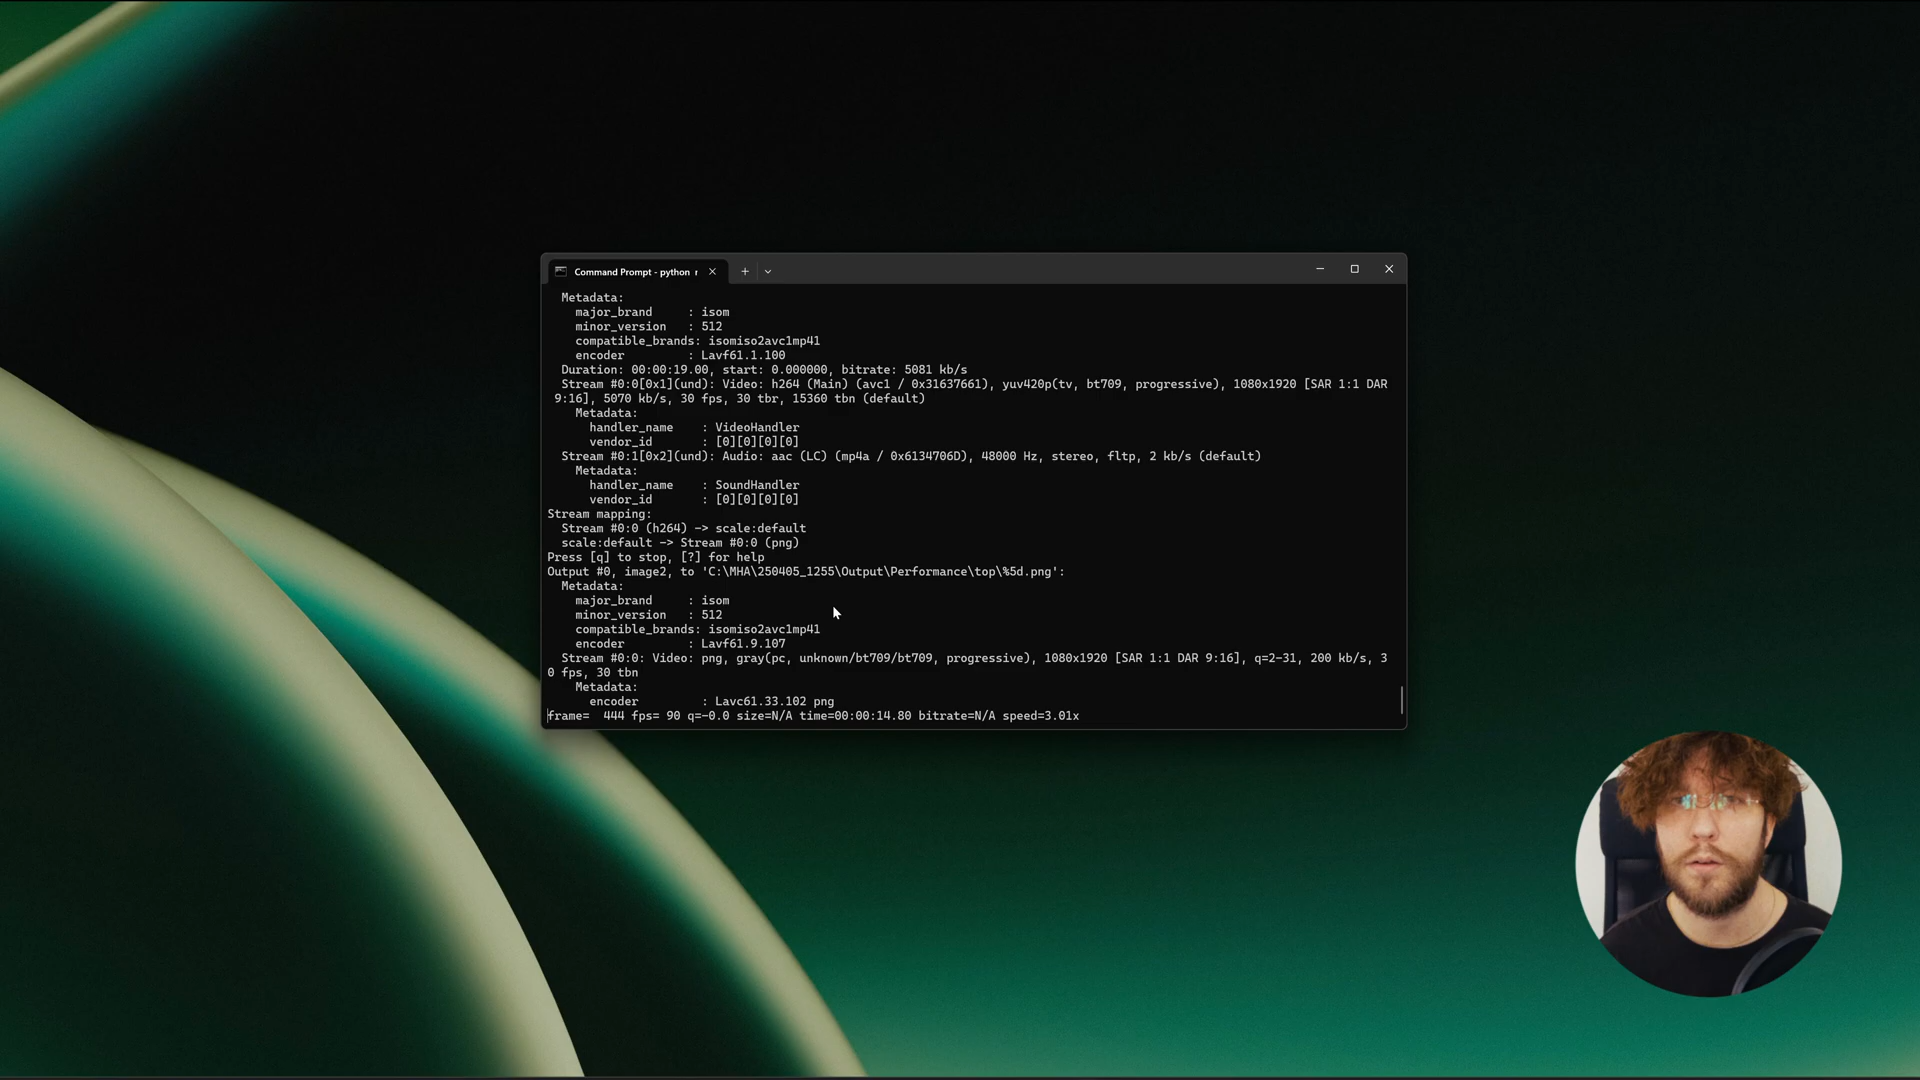 Command Prompt - python r
Metadata:
major_brand     : isom
minor_version   : 512
compatible_brands: isomiso2avc1mp41
encoder         : Lavf61.1.100
Duration: 00:00:19.00, start: 0.000000, bitrate: 5081 kb/s
Stream #0:0[0x1](und): Video: h264 (Main) (avc1 / 0x31637661), yuv420p(tv, bt709, progressive), 1080x1920 [SAR 1:1 DAR
9:16], 5070 kb/s, 30 fps, 30 tbr, 15360 tbn (default)
Metadata:
handler_name    : VideoHandler
vendor_id       : [0][0][0][0]
Stream #0:1[0x2](und): Audio: aac (LC) (mp4a / 0x6134706D), 48000 Hz, stereo, fltp, 2 kb/s (default)
Metadata:
handler_name    : SoundHandler
vendor_id       : [0][0][0][0]
Stream mapping:
Stream #0:0 (h264) -> scale:default
scale:default -> Stream #0:0 (png)
Press [q] to stop, [?] for help
Output #0, image2, to 'C:\MHA\250405_1255\Output\Performance\top\%5d.png':
Metadata:
major_brand     : isom
minor_version   : 512
compatible_brands: isomiso2avc1mp41
encoder         : Lavf61.9.107
Stream #0:0: Video: png, gray(pc, unknown/bt709/bt709, progressive), 1080x1920 [SAR 1:1 DAR 9:16], q=2-31, 200 kb/s, 3
0 fps, 30 tbn
Metadata:
encoder         : Lavc61.33.102 png
frame=  444 fps= 90 q=-0.0 size=N/A time=00:00:14.80 bitrate=N/A speed=3.01x